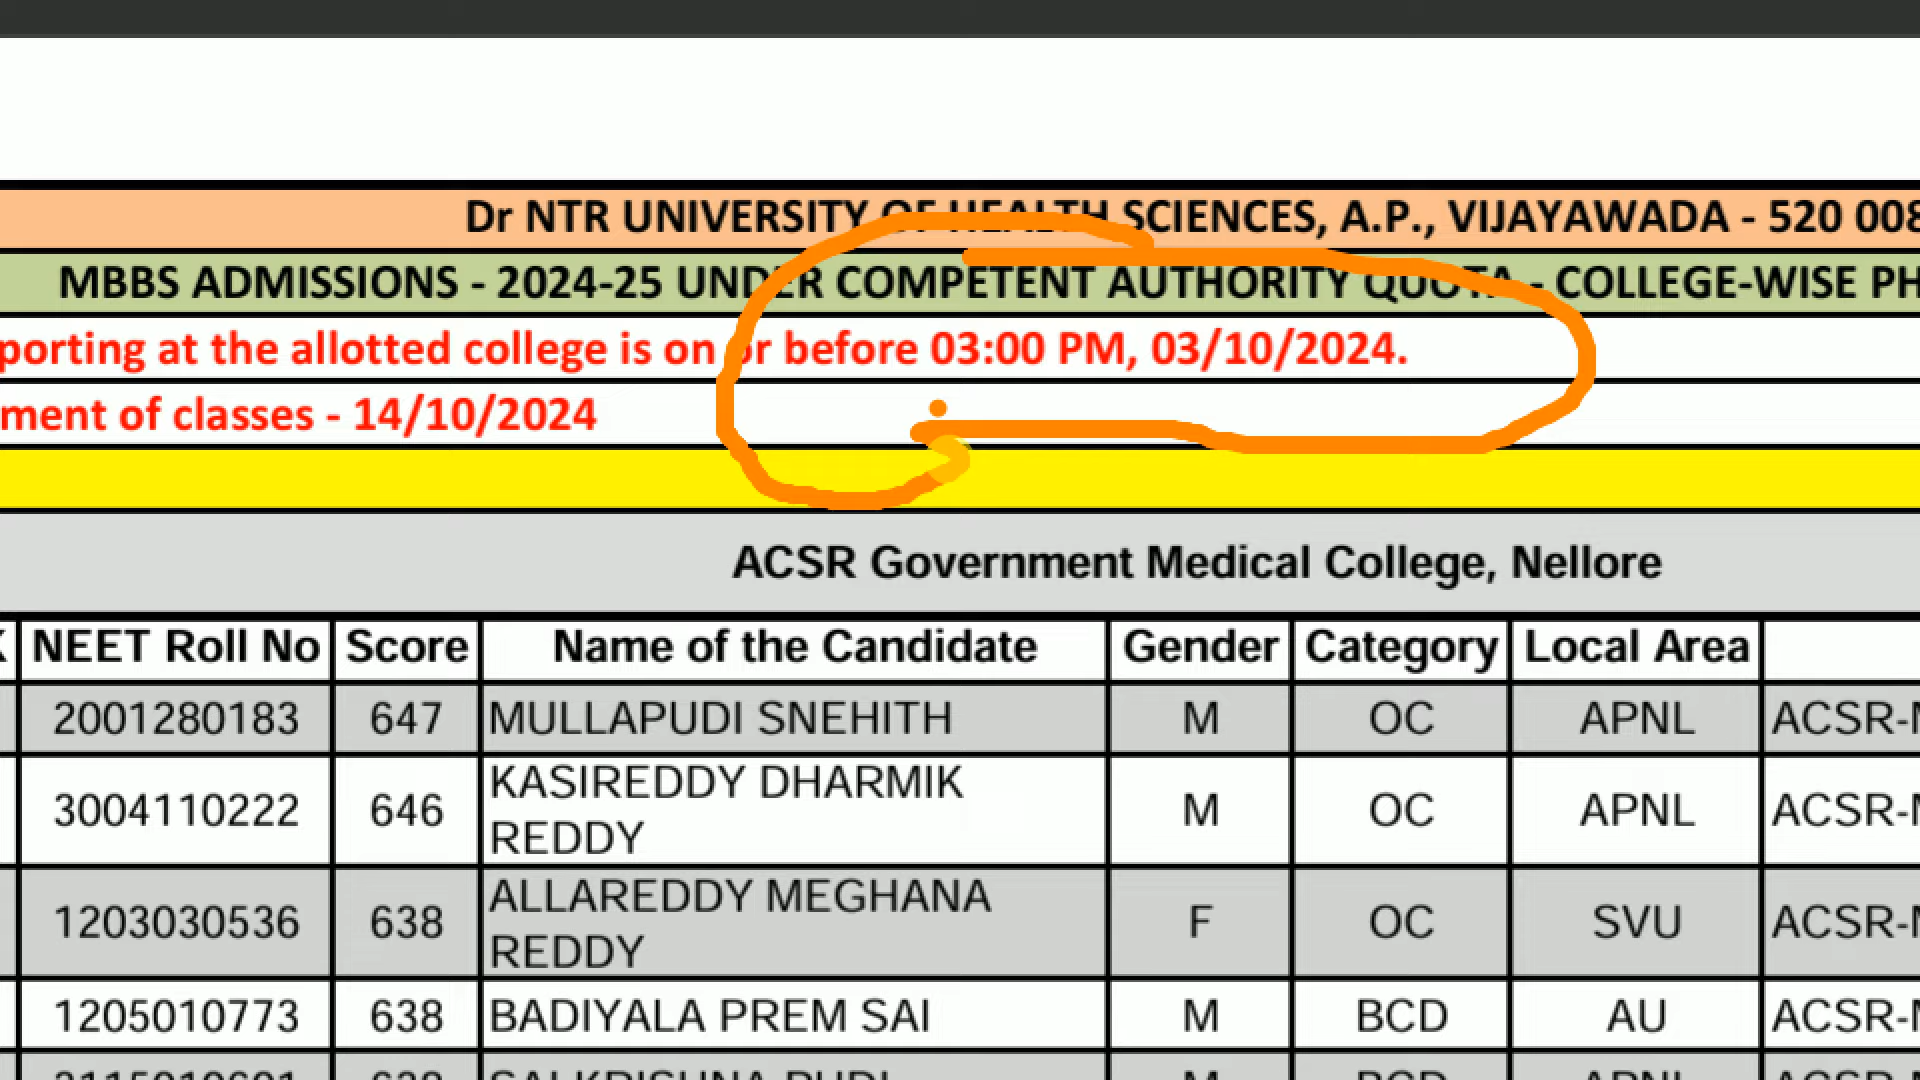 Dr NTR UNIVERSITY OF HEALTH SCIENCES, A.P., VIJAYAWADA - 520 008
MBBS ADMISSIONS - 2024-25 UNDER COMPETENT AUTHORITY QUOTA - COLLEGE-WISE PH
porting at the allotted college is on or before 03:00 PM, 03/10/2024.
ment of classes - 14/10/2024
ACSR Government Medical College, Nellore
NEET Roll No Score Name of the Candidate Gender Category Local Area
2001280183 647 MULLAPUDI SNEHITH M OC APNL ACSR-
3004110222 646 KASIREDDY DHARMIK REDDY M OC APNL ACSR-
1203030536 638 ALLAREDDY MEGHANA REDDY F OC SVU ACSR-
1205010773 638 BADIYALA PREM SAI M BCD AU ACSR-